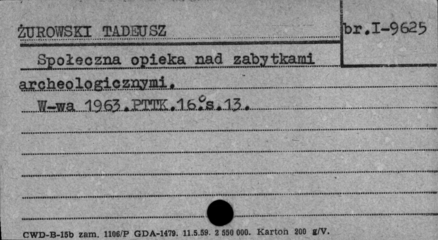 ŻUROWSKI TADEUSZ
br.I-9625
Społeczna opieka nad zabytkami
archeologicznymi.
W-wa 1963.PTTK.16°s.13.
CWD-B-15b zam. 1106/P GDA-1479. 11.5.59. 2 550 000. Karton 200 g/V.